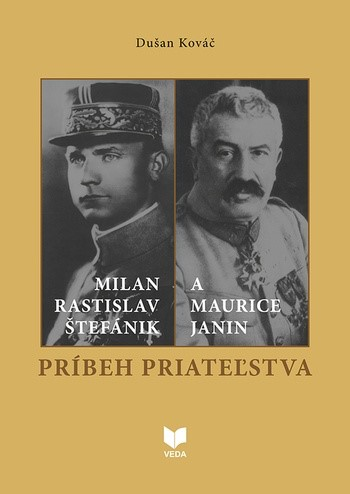 Dušan Kováč
MILAN
RASTISLAV
ŠTEFÁNIK
A
MAURICE
JANIN
PRÍBEH PRIATEĽSTVA
VEDA